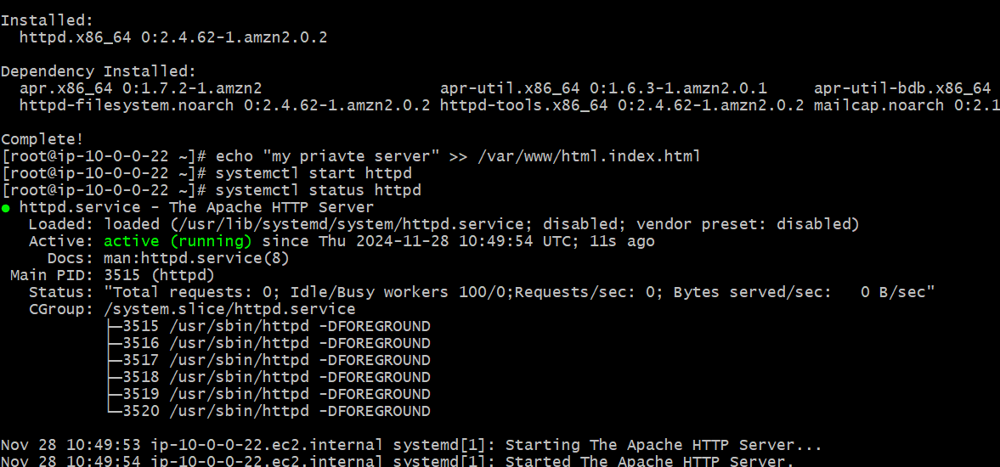 Installed:
httpd.x86_64 0:2.4.62-1.amzn2.0.2
Dependency Installed:
apr.x86_64 0:1.7.2-1.amzn2 apr-util.x86_64 0:1.6.3-1.amzn2.0.1 apr-util-bdb.x86_64
httpd-filesystem.noarch 0:2.4.62-1.amzn2.0.2 httpd-tools.x86_64 0:2.4.62-1.amzn2.0.2 mailcap.noarch 0:2.1
Complete!
[root@ip-10-0-0-22 ~]# echo "my priavte server" >> /var/www/html.index.html
[root@ip-10-0-0-22 ~]# systemctl start httpd
[root@ip-10-0-0-22 ~]# systemctl status httpd
● httpd.service - The Apache HTTP Server
Loaded: loaded (/usr/lib/systemd/system/httpd.service; disabled; vendor preset: disabled)
Active: active (running) since Thu 2024-11-28 10:49:54 UTC; 11s ago
Docs: man:httpd.service(8)
Main PID: 3515 (httpd)
Status: "Total requests: 0; Idle/Busy workers 100/0;Requests/sec: 0; Bytes served/sec:   0 B/sec"
CGroup: /system.slice/httpd.service
├─3515 /usr/sbin/httpd -DFOREGROUND
├─3516 /usr/sbin/httpd -DFOREGROUND
├─3517 /usr/sbin/httpd -DFOREGROUND
├─3518 /usr/sbin/httpd -DFOREGROUND
├─3519 /usr/sbin/httpd -DFOREGROUND
└─3520 /usr/sbin/httpd -DFOREGROUND
Nov 28 10:49:53 ip-10-0-0-22.ec2.internal systemd[1]: Starting The Apache HTTP Server...
Nov 28 10:49:54 ip-10-0-0-22.ec2.internal systemd[1]: Started The Apache HTTP Server.